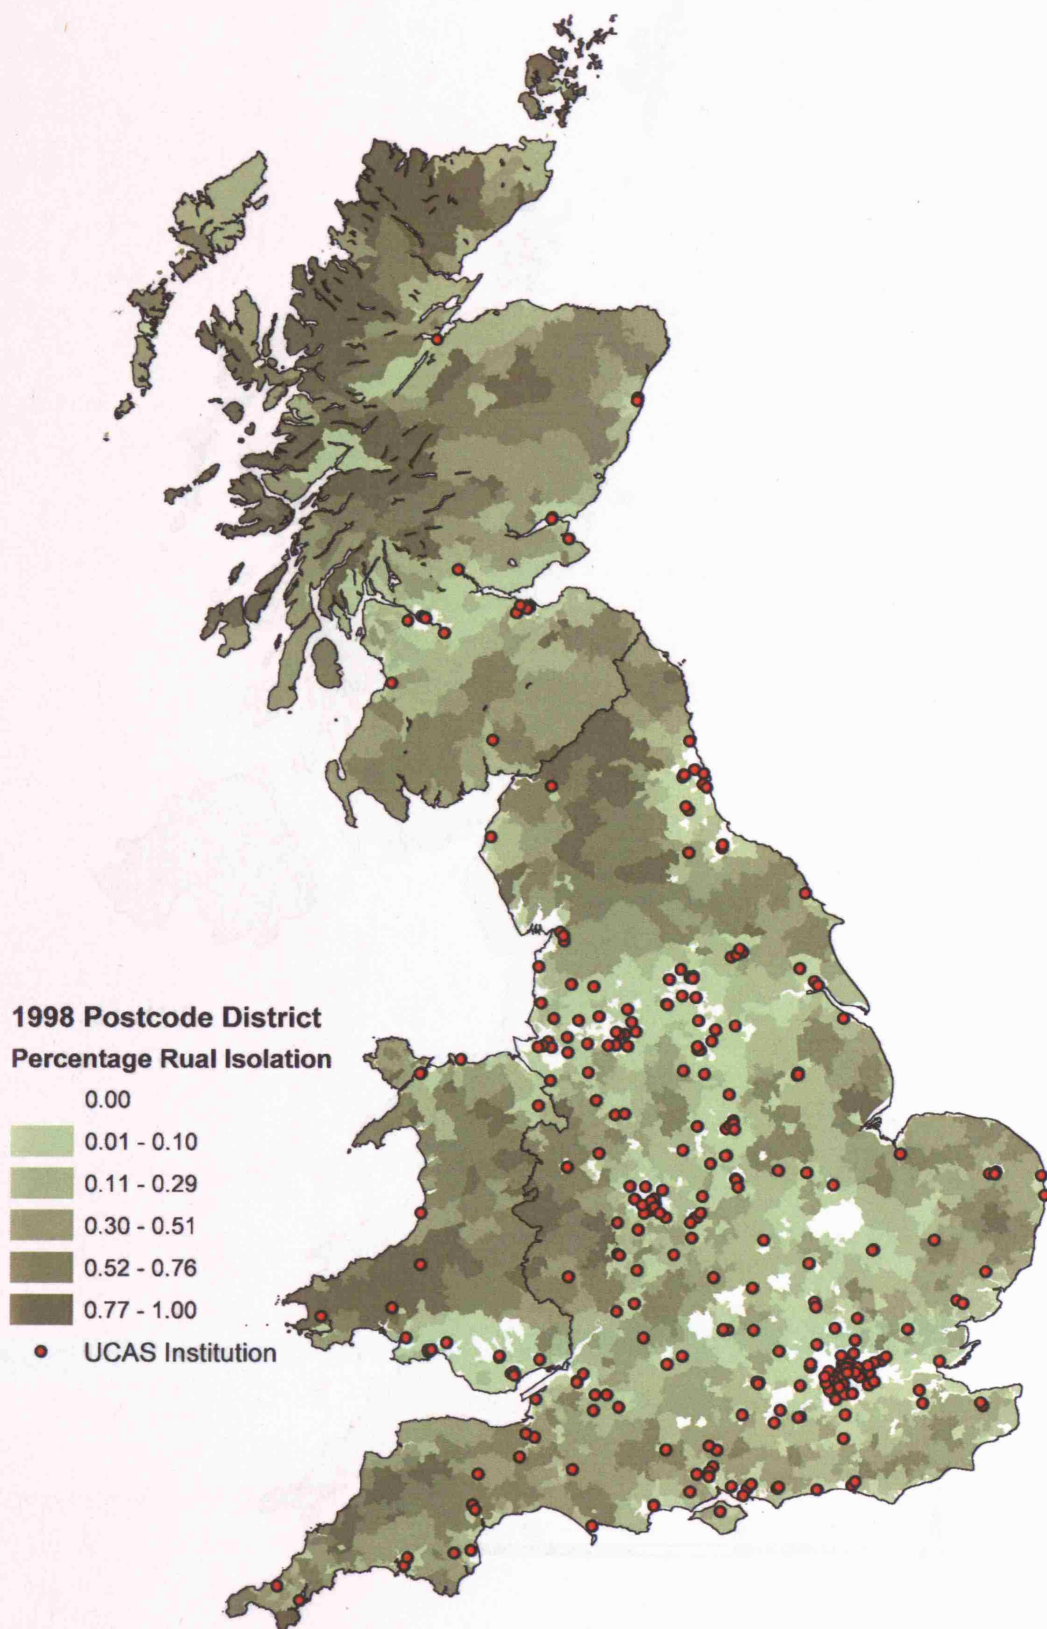 1998 Postcode District
Percentage Rual Isolation
0.00
0.01 - 0.10
0.11 - 0.29
0.30 - 0.51
0.52 - 0.76
0.77 - 1.00
UCAS Institution